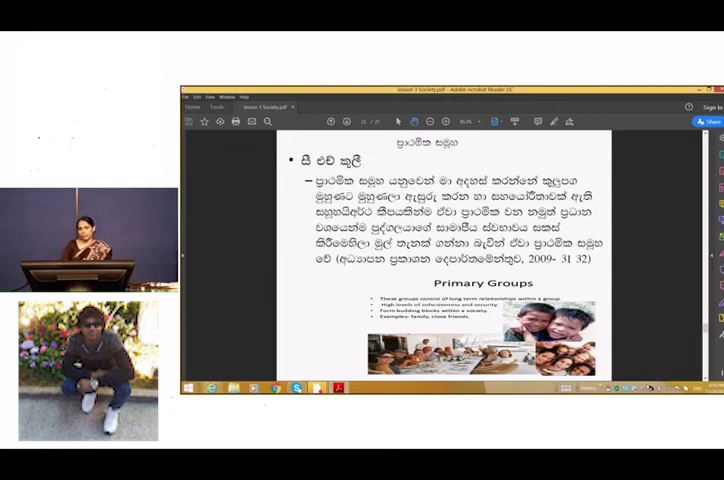 lesson 3 Society.pdf - Adobe Acrobat Reader DC
File Edit View Window Help
Home Tools lesson 3 Society.pdf × Sign In
/ 27 Share
ප්‍රාථමික සමූහ
• සී එච් කූලී
– ප්‍රාථමික සමූහ යනුවෙන් මා අදහස් කරන්නේ කුලුපග
මුහුණට මුහුණලා ඇසුරු කරන හා සහයෝරීතාවක් ඇති
සමූහයිඅර්ථ කීපයකින්ම ඒවා ප්‍රාථමික වන නමුත් ප්‍රධාන
වශයෙන්ම පුද්ගලයාගේ සාමාජීය ස්වභාවය සකස්
කිරීමෙහිලා මුල් තැනක් ගන්නා බැවින් ඒවා ප්‍රාථමික සමූහ
වේ (අධ්‍යාපන ප්‍රකාශන දෙපාර්තමේන්තුව, 2009- 31 32)
Primary Groups
• These groups consist of long term relationships within a group.
• High levels of cohesiveness and security.
• Form building blocks within a society.
• Examples- family, close friends.